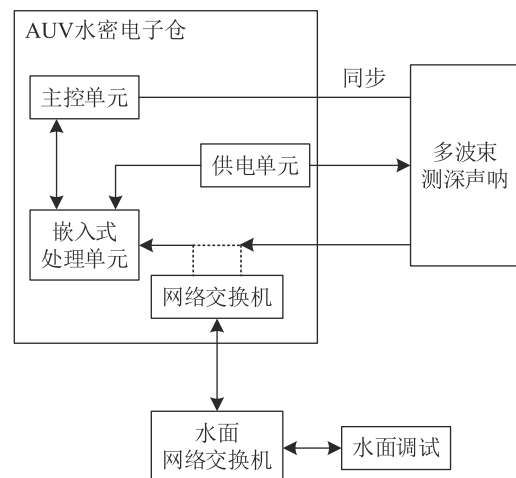 AUV水密电子仓
主控单元
同步
供电单元
多波束
测深声呐
嵌入式
处理单元
网络交换机
水面
网络交换机
水面调试